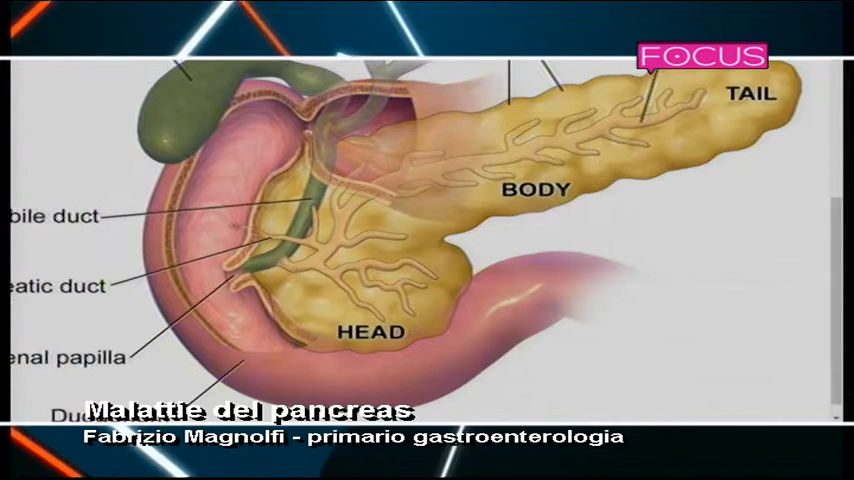 FOCUS
TAIL
BODY
bile duct
eatic duct
HEAD
enal papilla
Malattie del pancreas
Fabrizio Magnolfi - primario gastroenterologia